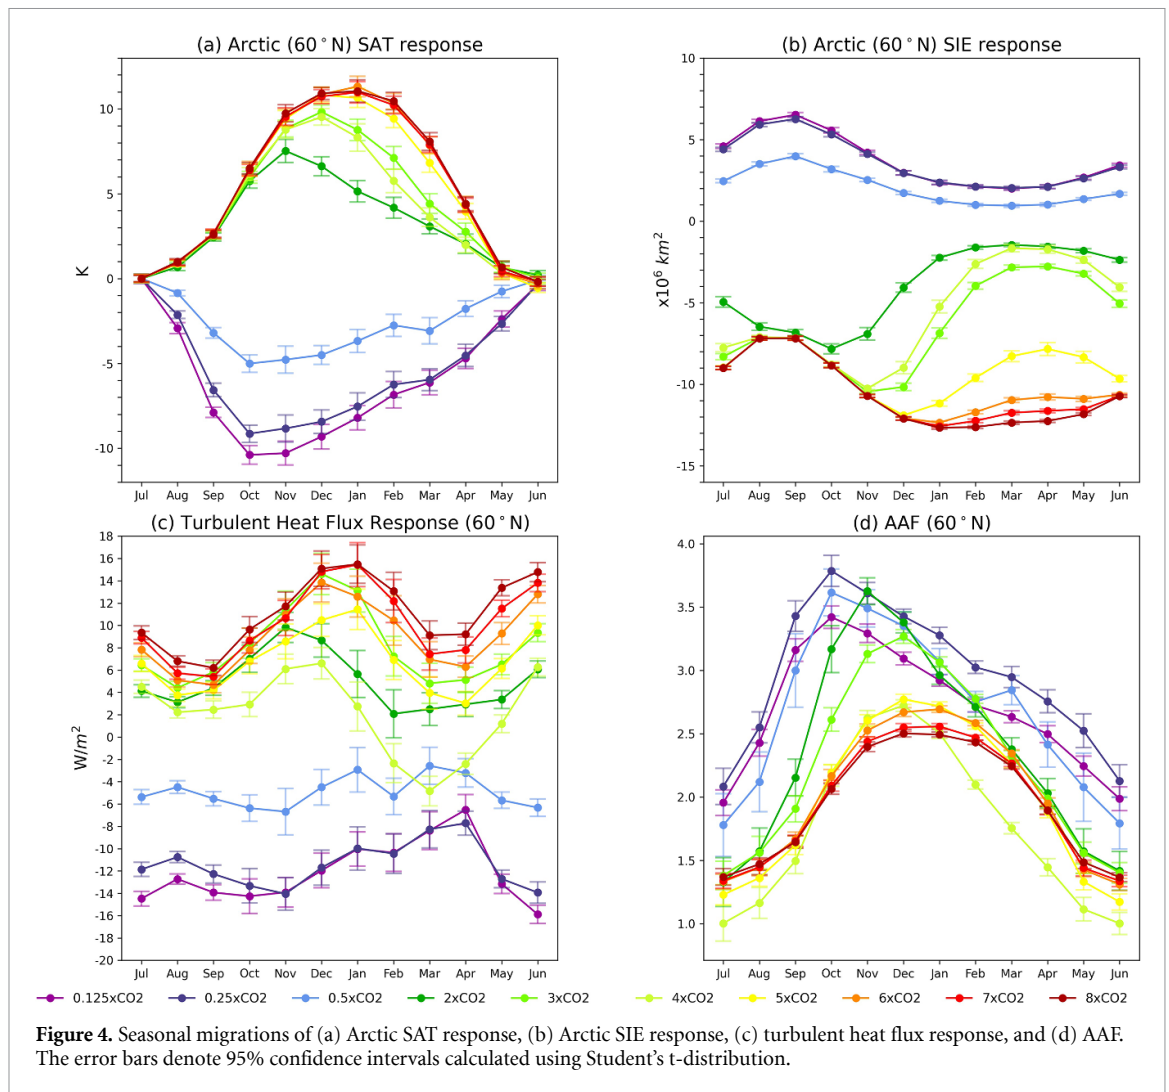 (a) Arctic (60°N) SAT response
K
10
5
0
-5
-10
Jul Aug Sep Oct Nov Dec Jan Feb Mar Apr May Jun
(b) Arctic (60°N) SIE response
x10⁶ km²
10
5
0
-5
-10
-15
Jul Aug Sep Oct Nov Dec Jan Feb Mar Apr May Jun
(c) Turbulent Heat Flux Response (60°N)
W/m²
18
16
14
12
10
8
6
4
2
0
-2
-4
-6
-8
-10
-12
-14
-16
-18
-20
Jul Aug Sep Oct Nov Dec Jan Feb Mar Apr May Jun
(d) AAF (60°N)
4.0
3.5
3.0
2.5
2.0
1.5
1.0
Jul Aug Sep Oct Nov Dec Jan Feb Mar Apr May Jun
0.125xCO2 0.25xCO2 0.5xCO2 2xCO2 3xCO2 4xCO2 5xCO2 6xCO2 7xCO2 8xCO2
Figure 4. Seasonal migrations of (a) Arctic SAT response, (b) Arctic SIE response, (c) turbulent heat flux response, and (d) AAF.
The error bars denote 95% confidence intervals calculated using Student's t-distribution.